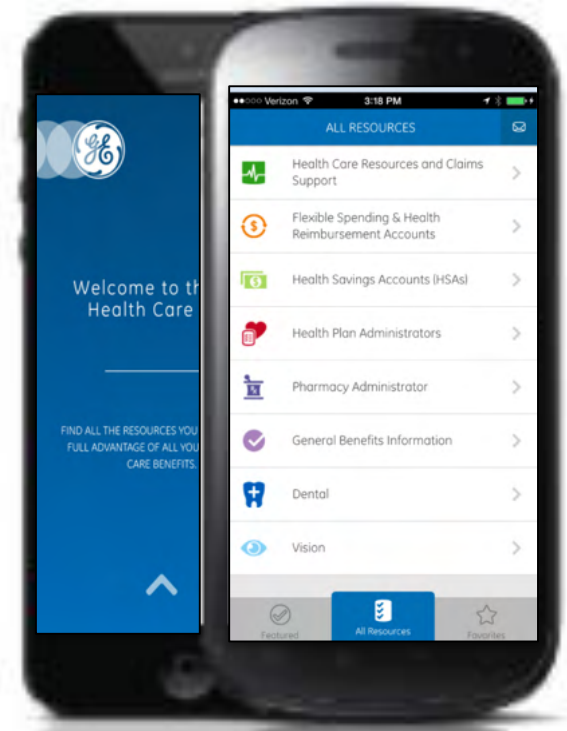 GE
Welcome to th
Health Care
FIND ALL THE RESOURCES YOU
FULL ADVANTAGE OF ALL YOU
CARE BENEFITS.
Verizon 3:18 PM
ALL RESOURCES
Health Care Resources and Claims
Support
Flexible Spending & Health
Reimbursement Accounts
Health Savings Accounts (HSAs)
Health Plan Administrators
Pharmacy Administrator
General Benefits Information
Dental
Vision
Featured All Resources Favorites